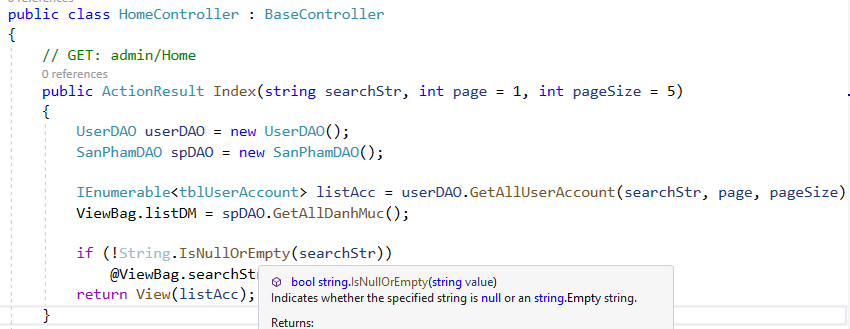 public class HomeController : BaseController
{
// GET: admin/Home
0 references
public ActionResult Index(string searchStr, int page = 1, int pageSize = 5)
{
UserDAO userDAO = new UserDAO();
SanPhamDAO spDAO = new SanPhamDAO();
IEnumerable<tblUserAccount> listAcc = userDAO.GetAllUserAccount(searchStr, page, pageSize)
ViewBag.listDM = spDAO.GetAllDanhMuc();
if (!String.IsNullOrEmpty(searchStr))
@ViewBag.searchSt
bool string.IsNullOrEmpty(string value)
return View(listAcc);
Indicates whether the specified string is null or an string.Empty string.
}
Returns: